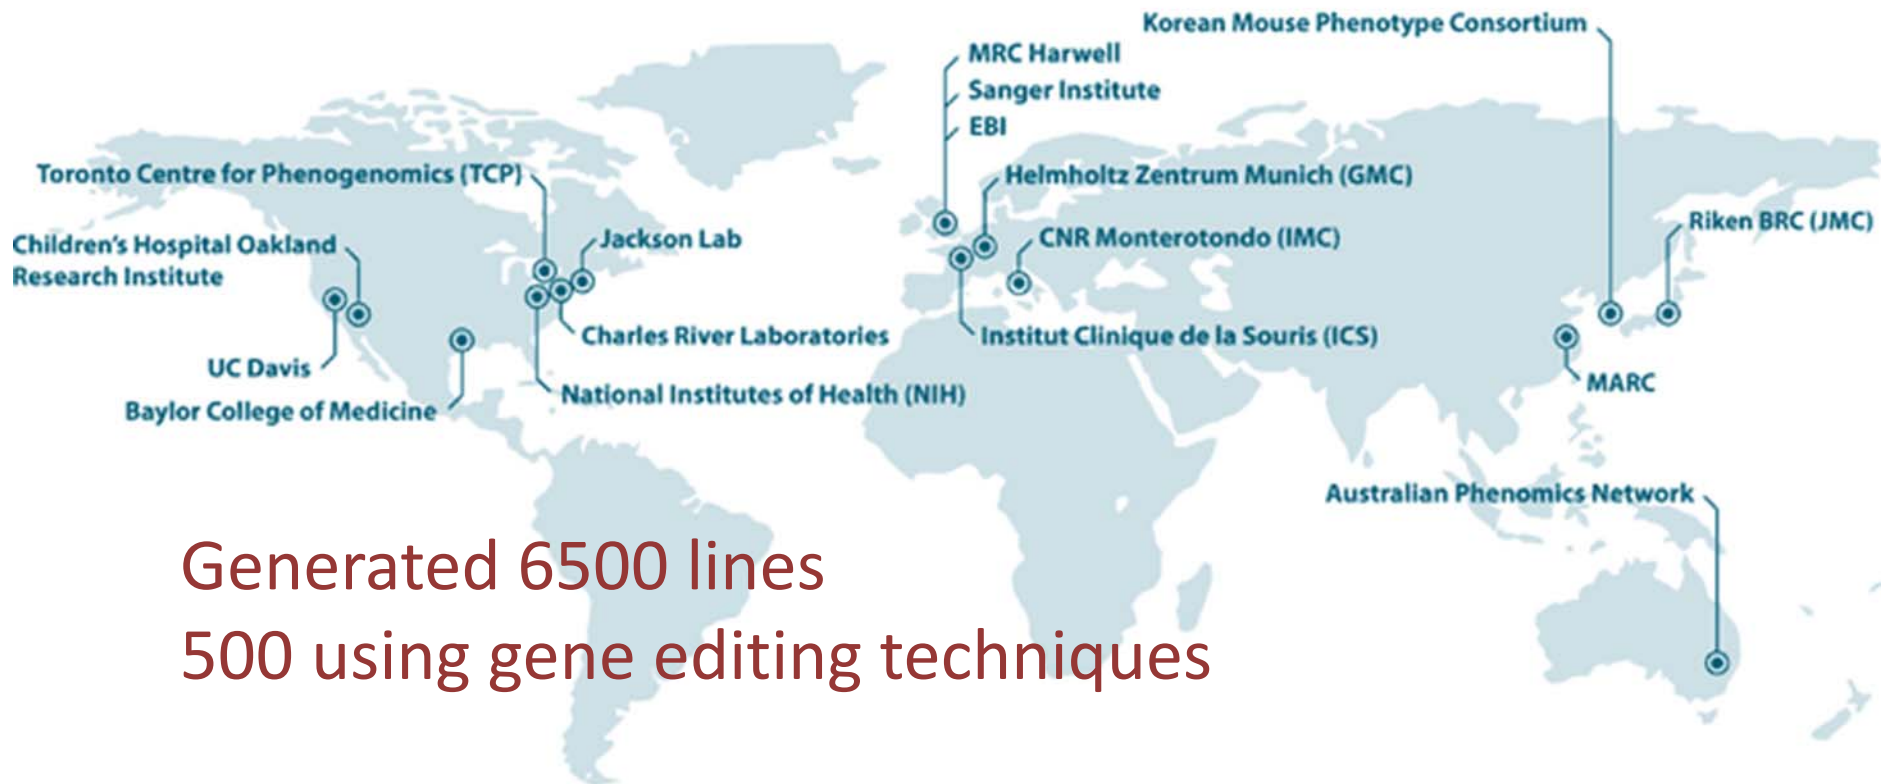 Korean Mouse Phenotype Consortium
MRC Harwell
Sanger Institute
EBI
Toronto Centre for Phenogenomics (TCP)
Helmholtz Zentrum Munich (GMC)
Riken BRC (JMC)
Children's Hospital Oakland
Research Institute
Jackson Lab
CNR Monterotondo (IMC)
Charles River Laboratories
Institut Clinique de la Souris (ICS)
UC Davis
MARC
National Institutes of Health (NIH)
Baylor College of Medicine
Australian Phenomics Network
Generated 6500 lines
500 using gene editing techniques